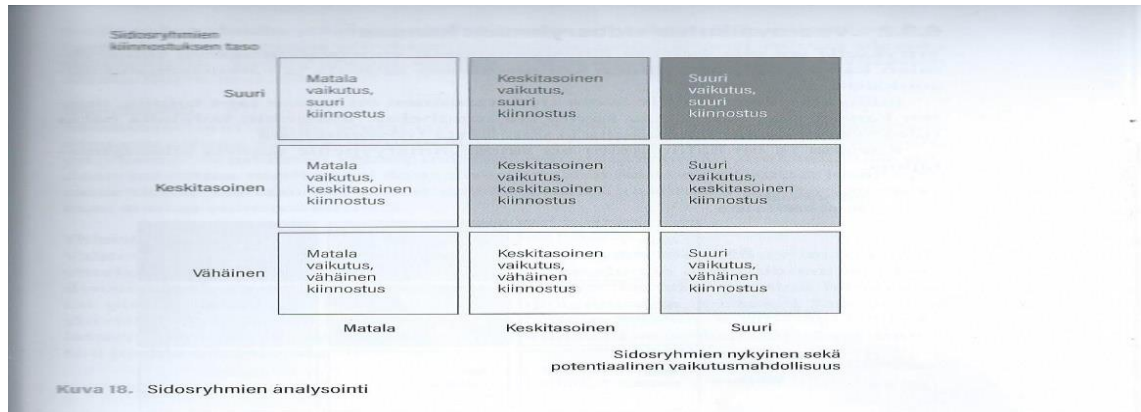 Sidosryhmien
kiinnostuksen taso
Suuri
Matala
vaikutus,
suuri
kiinnostus
Keskitasoinen
vaikutus,
suuri
kiinnostus
Suuri
vaikutus,
suuri
kiinnostus
Keskitasoinen
Matala
vaikutus,
keskitasoinen
kiinnostus
Keskitasoinen
vaikutus,
keskitasoinen
kiinnostus
Suuri
vaikutus,
keskitasoinen
kiinnostus
Vähäinen
Matala
vaikutus,
vähäinen
kiinnostus
Keskitasoinen
vaikutus,
vähäinen
kiinnostus
Suuri
vaikutus,
vähäinen
kiinnostus
Matala
Keskitasoinen
Suuri
Sidosryhmien nykyinen sekä
potentiaalinen vaikutusmahdollisuus
Kuva 18. Sidosryhmien analysointi